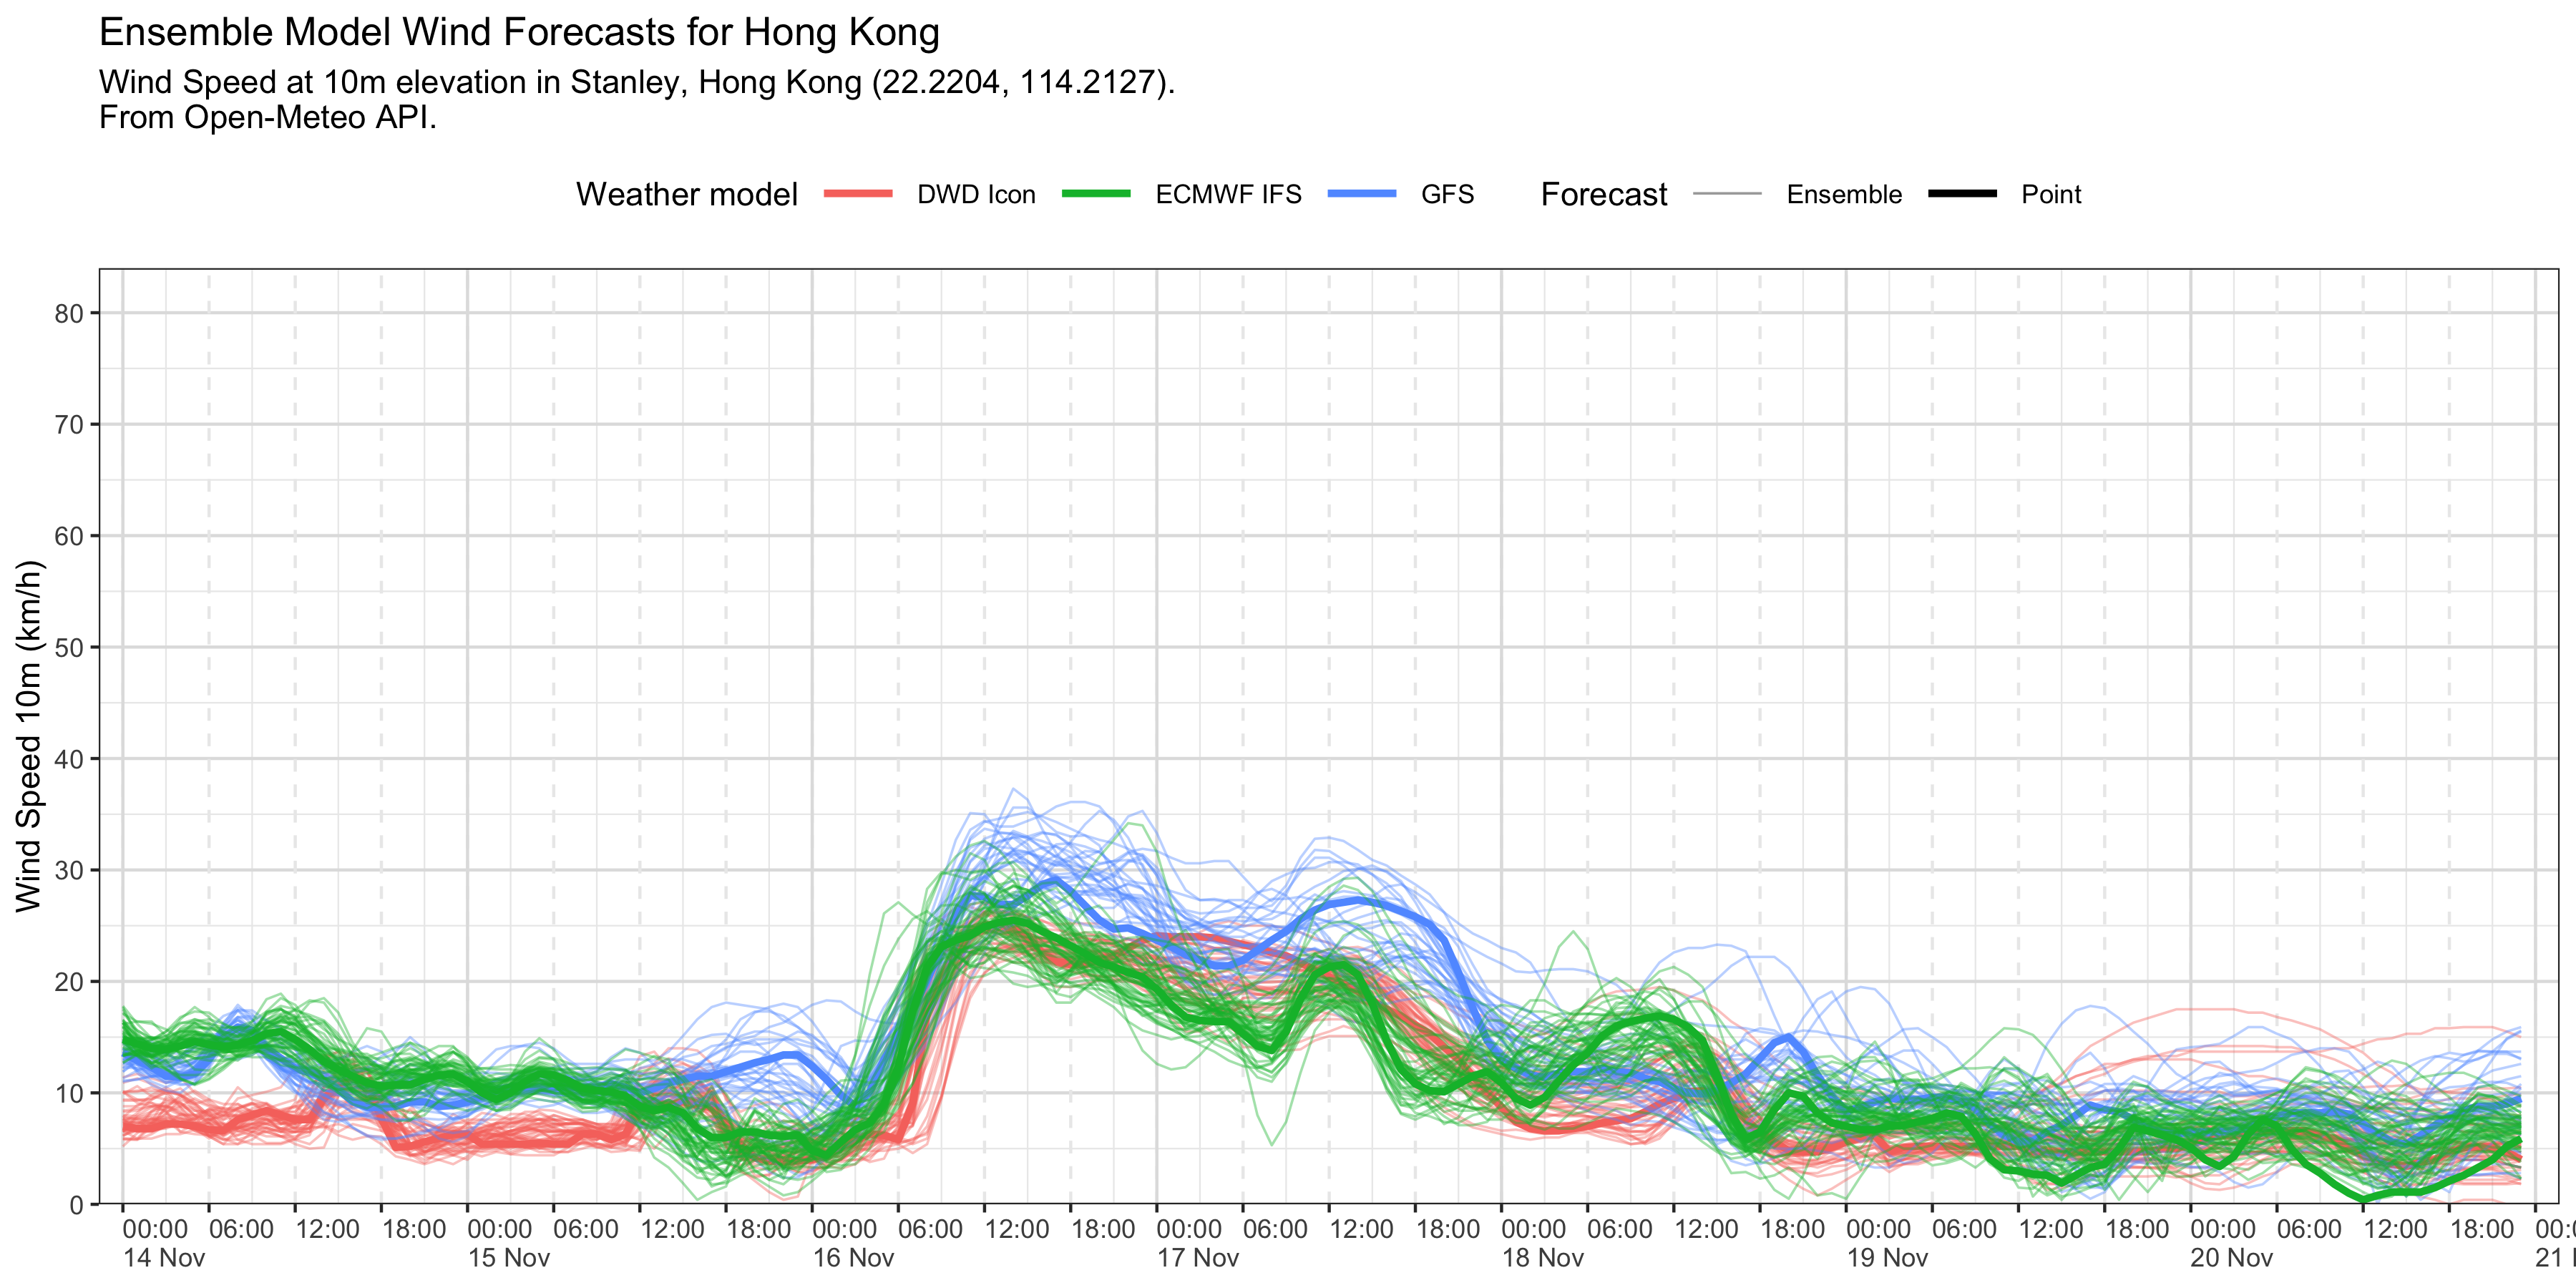 Ensemble Model Wind Forecasts for Hong Kong
Wind Speed at 10m elevation in Stanley, Hong Kong (22.2204, 114.2127).
From Open-Meteo API.
Weather model DWD Icon ECMWF IFS GFS Forecast Ensemble Point
Wind Speed 10m (km/h)
80
70
60
50
40
30
20
10
0
00:00 06:00 12:00 18:00 00:00 06:00 12:00 18:00 00:00 06:00 12:00 18:00 00:00 06:00 12:00 18:00 00:00 06:00 12:00 18:00 00:00 06:00 12:00 18:00 00:00 06:00 12:00 18:00
14 Nov 15 Nov 16 Nov 17 Nov 18 Nov 19 Nov 20 Nov 21